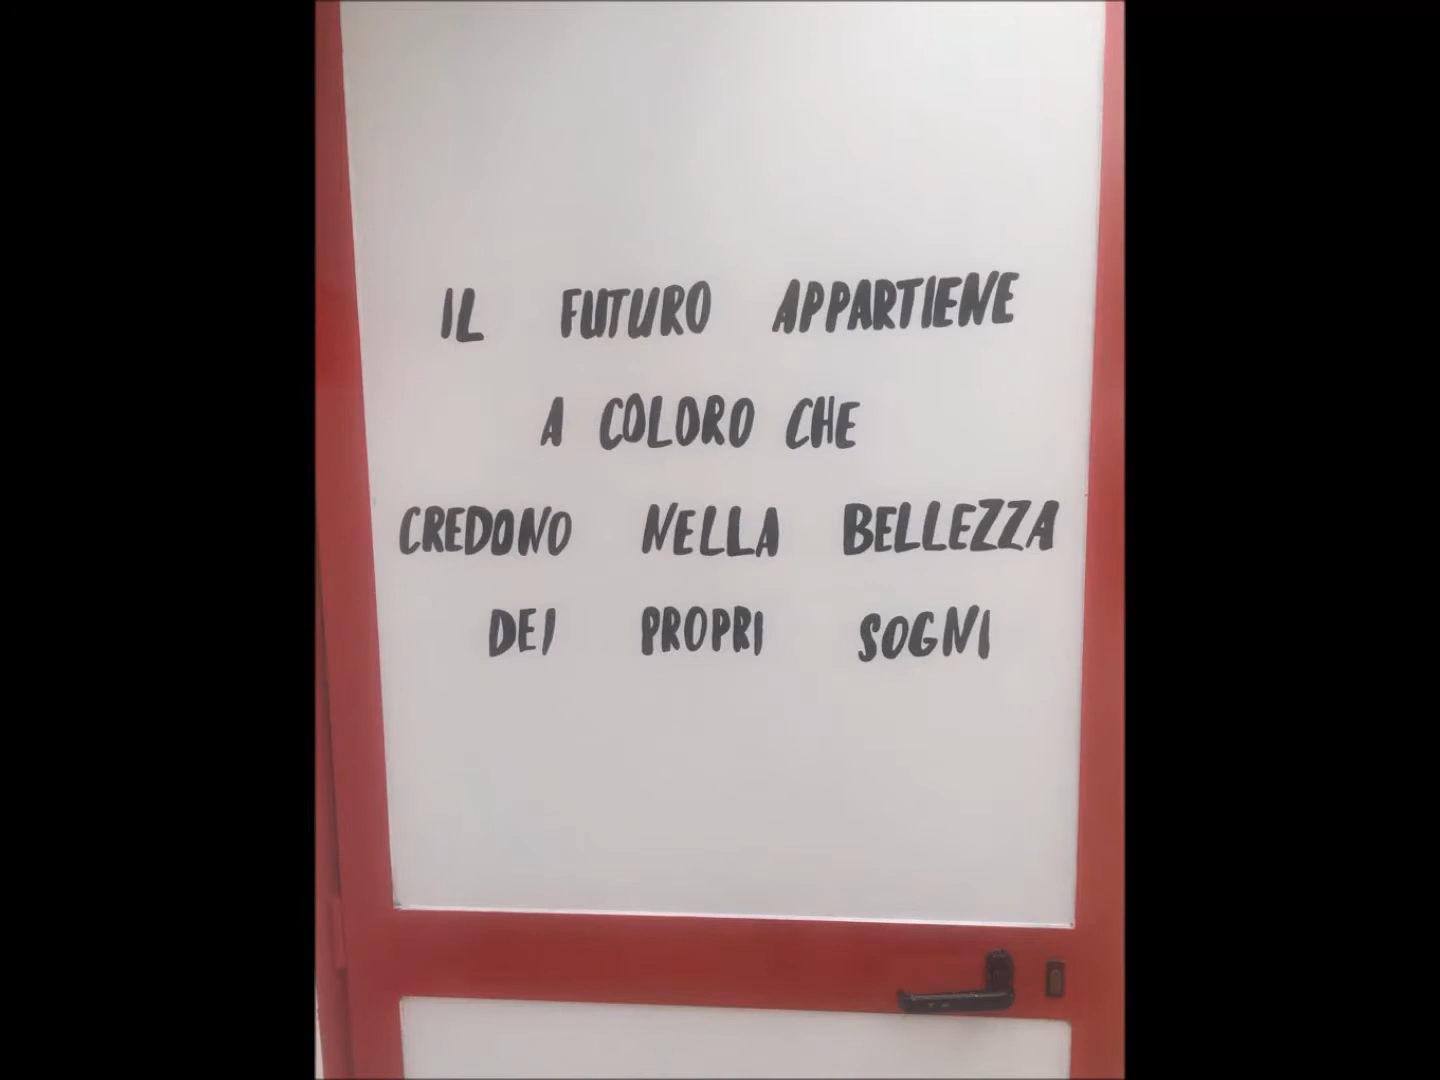 IL FUTURO APPARTIENE
A COLORO CHE
CREDONO NELLA BELLEZZA
DEI PROPRI SOGNI